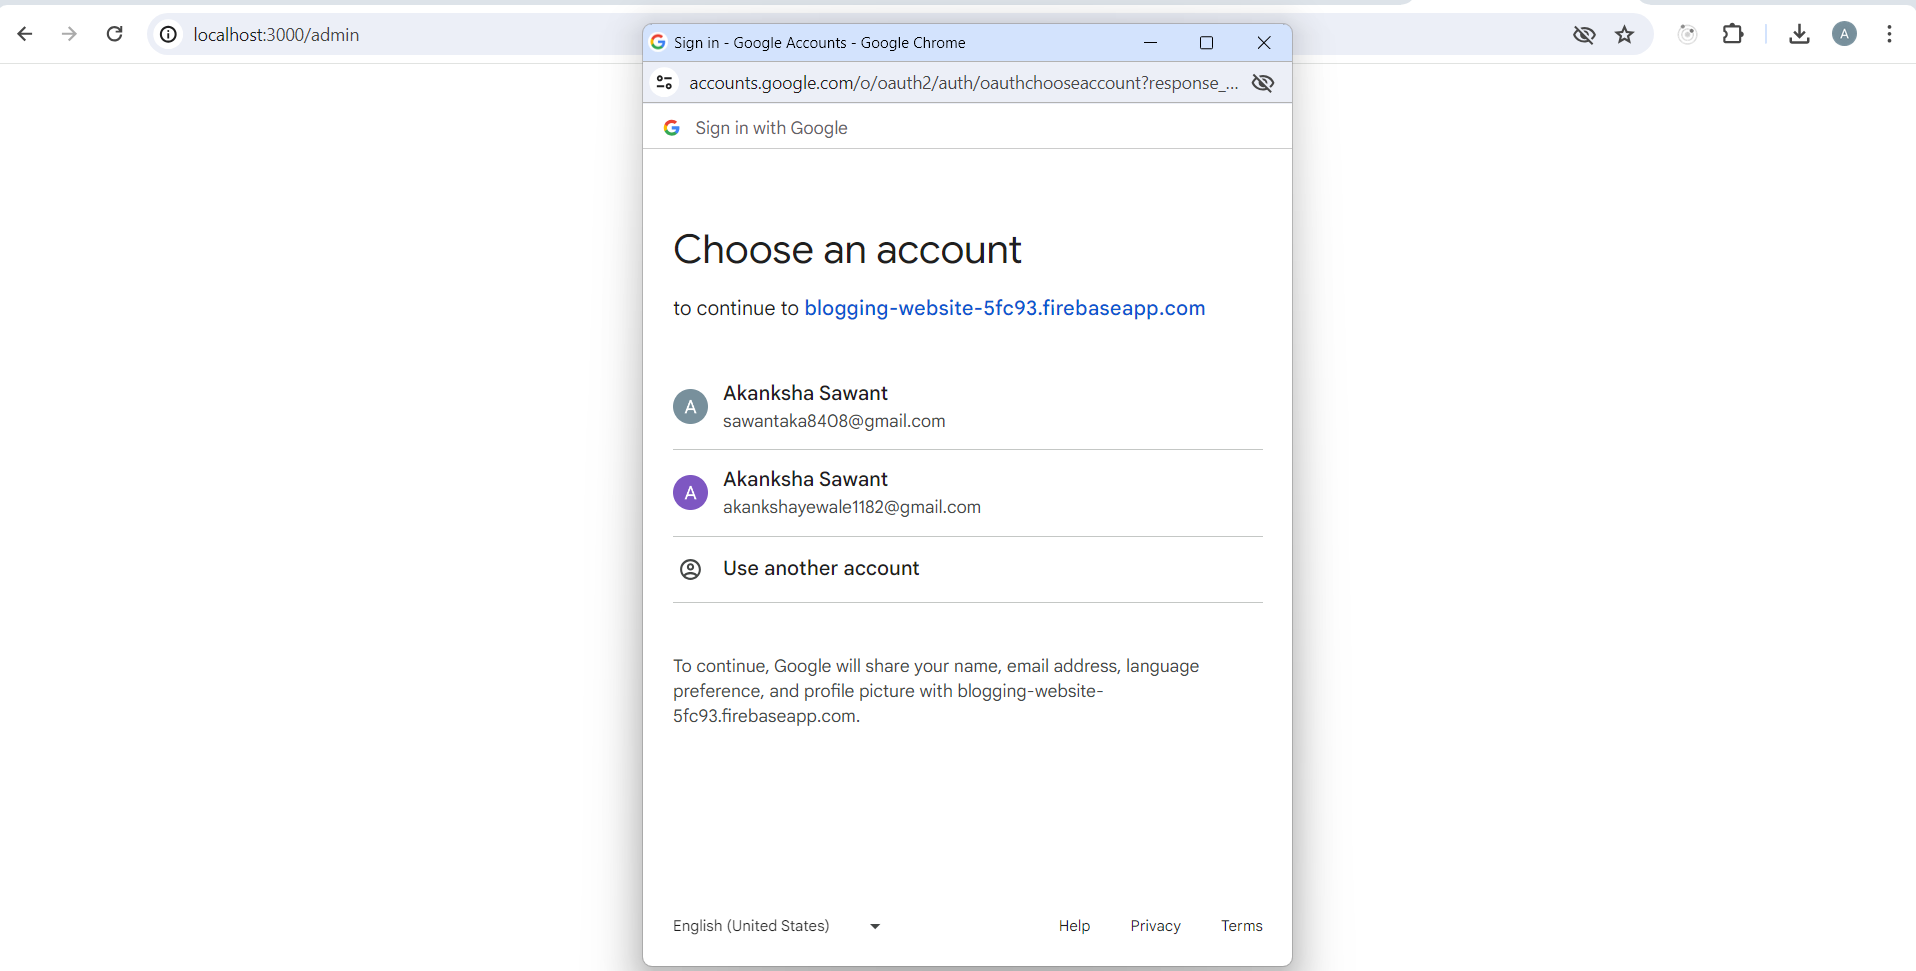 localhost:3000/admin
A
Sign in - Google Accounts - Google Chrome
accounts.google.com/o/oauth2/auth/oauthchooseaccount?response_...
Sign in with Google
Choose an account
to continue to blogging-website-5fc93.firebaseapp.com
A
Akanksha Sawant
sawantaka8408@gmail.com
A
Akanksha Sawant
akankshayewale1182@gmail.com
Use another account
To continue, Google will share your name, email address, language
preference, and profile picture with blogging-website-
5fc93.firebaseapp.com.
English (United States)
Help
Privacy
Terms